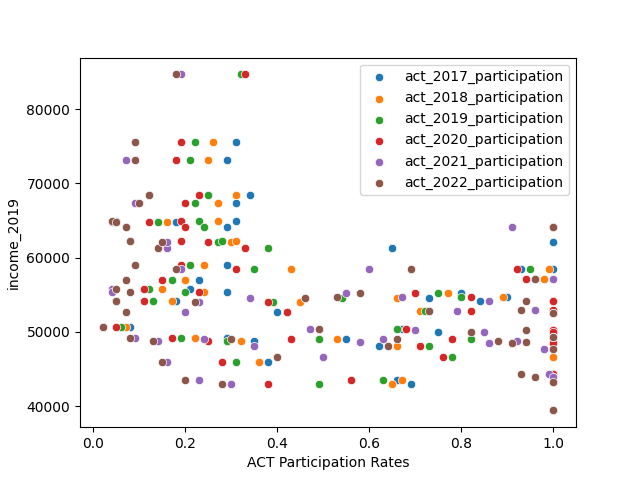 act_2017_participation
act_2018_participation
act_2019_participation
act_2020_participation
act_2021_participation
act_2022_participation
80000
70000
60000
50000
40000
income_2019
0.0 0.2 0.4 0.6 0.8 1.0
ACT Participation Rates